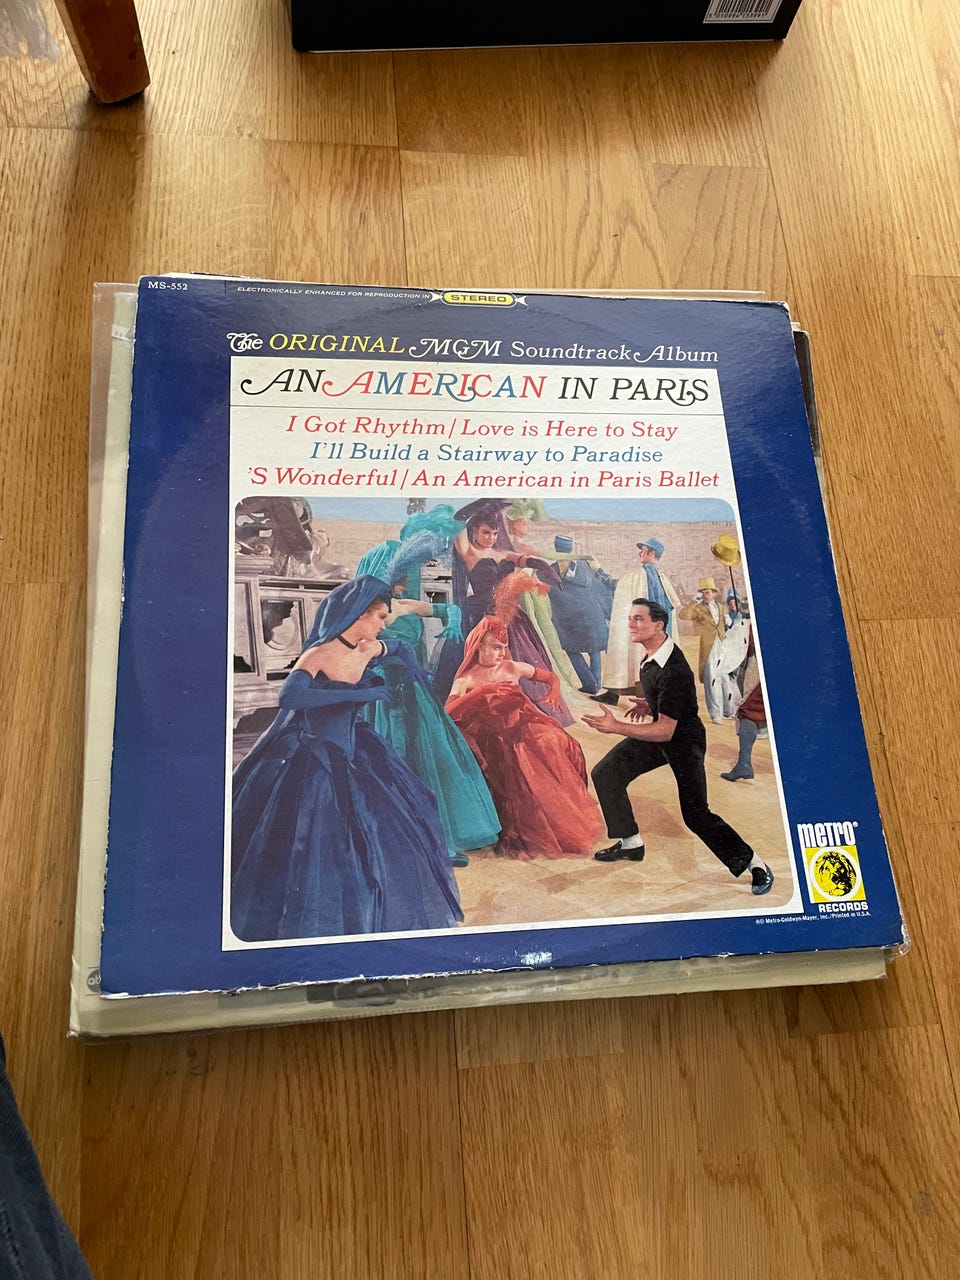 5010994153991
MS-552
ELECTRONICALLY ENHANCED FOR REPRODUCTION IN STEREO
The ORIGINAL MGM Soundtrack Album
AN AMERICAN IN PARIS
I Got Rhythm/Love is Here to Stay
I'll Build a Stairway to Paradise
'S Wonderful/An American in Paris Ballet
metro®
RECORDS
©Metro-Goldwyn-Mayer, Inc./Printed in U.S.A.
abc